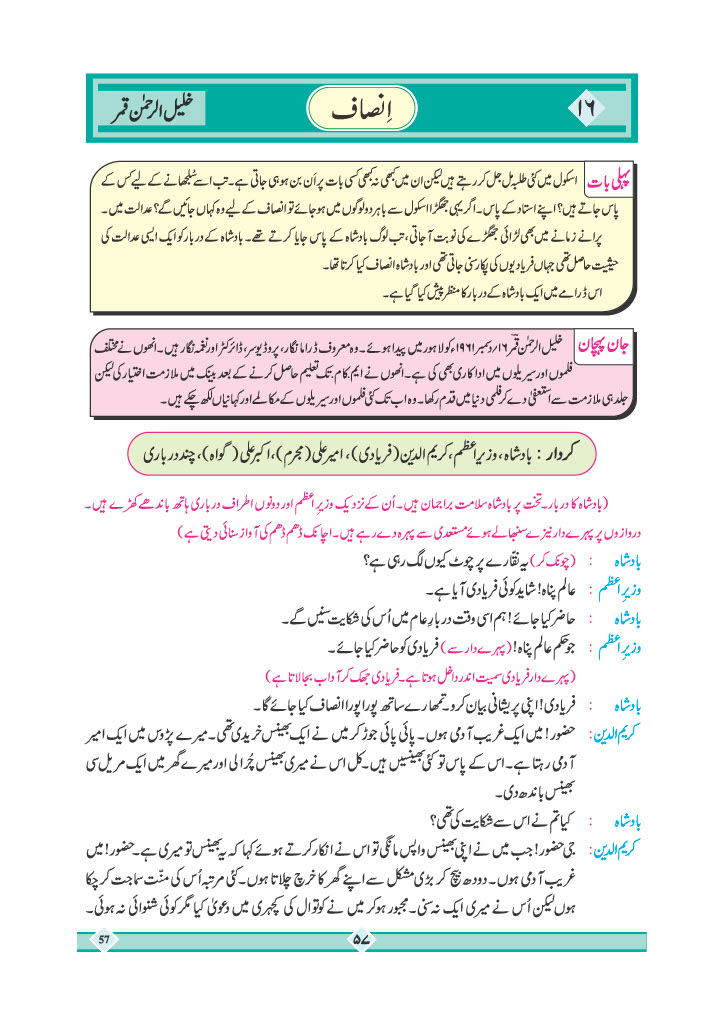 ۱۶
اِنصاف
خلیل الرحمٰن قمر
پہلی بات
اسکول میں کئی طلبہ مل جل کر رہتے ہیں لیکن ان میں کبھی نہ کبھی کسی بات پر اَن بن ہو ہی جاتی ہے۔ تب اسے سُلجھانے کے لیے کس کے
پاس جاتے ہیں؟ اپنے استاد کے پاس۔ اگر یہی جھگڑا اسکول سے باہر دو لوگوں میں ہو جائے تو انصاف کے لیے وہ کہاں جائیں گے؟ عدالت میں۔
پرانے زمانے میں بھی لڑائی جھگڑے کی نوبت آجاتی، تب لوگ بادشاہ کے پاس جایا کرتے تھے۔ بادشاہ کے دربار کو ایک ایسی عدالت کی
حیثیت حاصل تھی جہاں فریادیوں کی پکار سنی جاتی تھی اور بادشاہ انصاف کیا کرتا تھا۔
اس ڈرامے میں ایک بادشاہ کے دربار کا منظر پیش کیا گیا ہے۔
جان پہچان
خلیل الرحمٰن قمرؔ ۱۶؍دسمبر ۱۹۶۱ء کو لاہور میں پیدا ہوئے۔ وہ معروف ڈراما نگار، پروڈیوسر، ڈائرکٹر اور نغمہ نگار ہیں۔ انھوں نے مختلف
فلموں اور سیریلوں میں اداکاری بھی کی ہے۔ انھوں نے ایم کام تک تعلیم حاصل کرنے کے بعد بینک میں ملازمت اختیار کی لیکن
جلد ہی ملازمت سے استعفیٰ دے کر فلمی دنیا میں قدم رکھا۔ وہ اب تک کئی فلموں اور سیریلوں کے مکالمے اور کہانیاں لکھ چکے ہیں۔
کردار : بادشاہ، وزیرِاعظم، کریم الدین (فریادی)، امیر علی (مجرم)، اکبر علی (گواہ)، چند درباری
(بادشاہ کا دربار۔ تخت پر بادشاہ سلامت براجمان ہیں۔ اُن کے نزدیک وزیرِاعظم اور دونوں اطراف درباری ہاتھ باندھے کھڑے ہیں۔
دروازوں پر پہرے دار نیزے سنبھالے ہوئے مستعدی سے پہرہ دے رہے ہیں۔ اچانک دَھم دَھم کی آواز سنائی دیتی ہے)
بادشاہ : (چونک کر) یہ نقّارے پر چوٹ کیوں لگ رہی ہے؟
وزیرِاعظم : عالم پناہ! شاید کوئی فریادی آیا ہے۔
بادشاہ : حاضر کیا جائے! ہم اسی وقت دربارِ عام میں اُس کی شکایت سنیں گے۔
وزیرِاعظم : جو حکم عالم پناہ! (پہرے دار سے) فریادی کو حاضر کیا جائے۔
(پہرے دار فریادی سمیت اندر داخل ہوتا ہے۔ فریادی جھک کر آداب بجا لاتا ہے)
بادشاہ : فریادی! اپنی پریشانی بیان کرو۔ تمھارے ساتھ پورا پورا انصاف کیا جائے گا۔
کریم الدین : حضور! میں ایک غریب آدمی ہوں۔ پائی پائی جوڑ کر میں نے ایک بھینس خریدی تھی۔ میرے پڑوس میں ایک امیر
آدمی رہتا ہے۔ اس کے پاس تو کئی بھینسیں ہیں۔ کل اس نے میری بھینس چُرا لی اور میرے گھر میں ایک مریل سی
بھینس باندھ دی۔
بادشاہ : کیا تم نے اس سے شکایت کی تھی؟
کریم الدین : جی حضور! جب میں نے اپنی بھینس واپس مانگی تو اس نے انکار کرتے ہوئے کہا کہ یہ بھینس تو میری ہے۔ حضور! میں
غریب آدمی ہوں۔ دودھ بیچ کر بڑی مشکل سے اپنے گھر کا خرچ چلاتا ہوں۔ کئی مرتبہ اُس کی منّت سماجت کر چکا
ہوں لیکن اُس نے میری ایک نہ سنی۔ مجبور ہو کر میں نے کوتوال کی کچہری میں دعویٰ کیا مگر کوئی شنوائی نہ ہوئی۔
۵۷
57